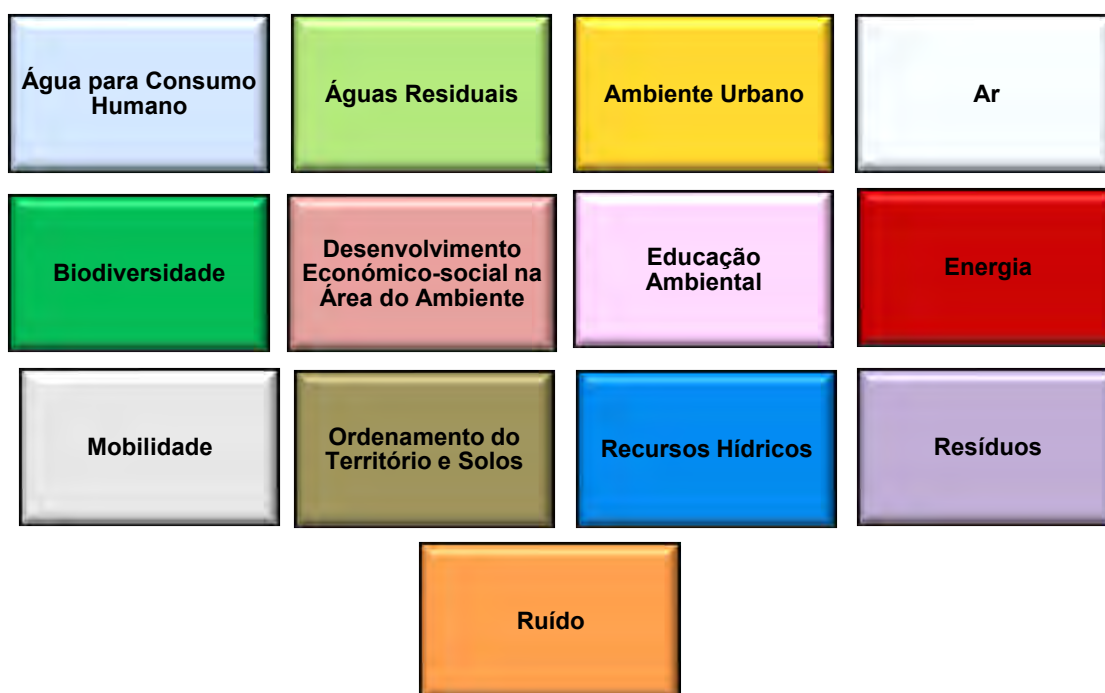 Água para Consumo
Humano
Águas Residuais
Ambiente Urbano
Ar
Biodiversidade
Desenvolvimento
Económico-social na
Área do Ambiente
Educação
Ambiental
Energia
Mobilidade
Ordenamento do
Território e Solos
Recursos Hídricos
Resíduos
Ruído